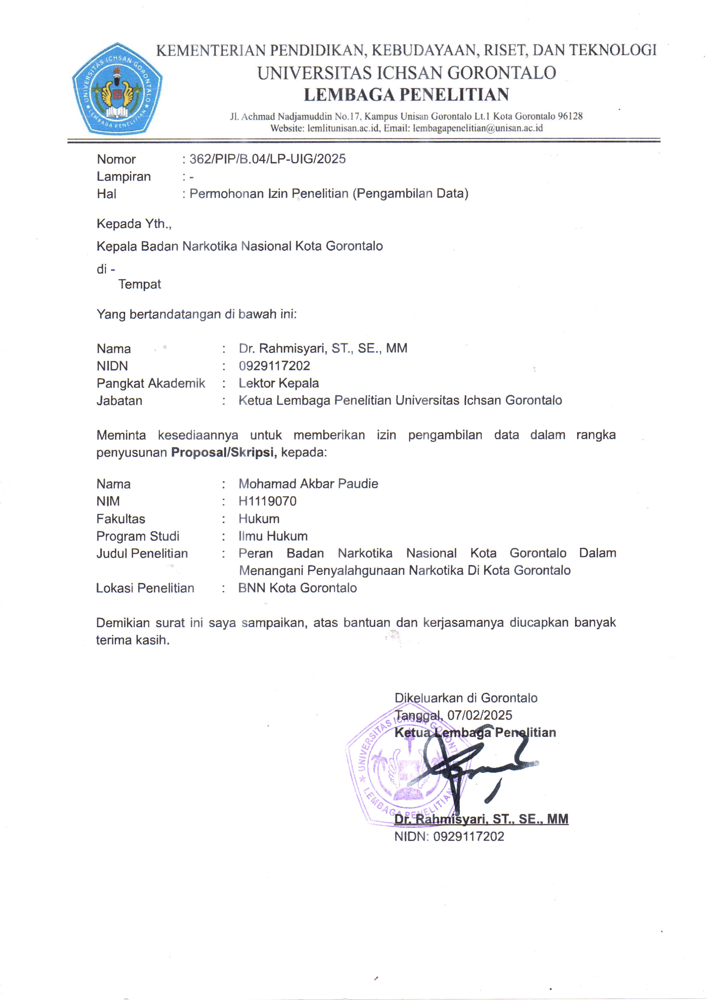 KEMENTERIAN PENDIDIKAN, KEBUDAYAAN, RISET, DAN TEKNOLOGI
UNIVERSITAS ICHSAN GORONTALO
LEMBAGA PENELITIAN
Jl. Achmad Nadjamuddin No.17, Kampus Unisan Gorontalo Lt.1 Kota Gorontalo 96128
Website: lemlitunisan.ac.id, Email: lembagapenelitian@unisan.ac.id
UNIVERSITAS ICHSAN GORONTALO
LEMBAGA PENELITIAN
Nomor : 362/PIP/B.04/LP-UIG/2025
Lampiran : -
Hal : Permohonan Izin Penelitian (Pengambilan Data)
Kepada Yth.,
Kepala Badan Narkotika Nasional Kota Gorontalo
di -
Tempat
Yang bertandatangan di bawah ini:
Nama : Dr. Rahmisyari, ST., SE., MM
NIDN : 0929117202
Pangkat Akademik : Lektor Kepala
Jabatan : Ketua Lembaga Penelitian Universitas Ichsan Gorontalo
Meminta kesediaannya untuk memberikan izin pengambilan data dalam rangka
penyusunan Proposal/Skripsi, kepada:
Nama : Mohamad Akbar Paudie
NIM : H1119070
Fakultas : Hukum
Program Studi : Ilmu Hukum
Judul Penelitian : Peran Badan Narkotika Nasional Kota Gorontalo Dalam
Menangani Penyalahgunaan Narkotika Di Kota Gorontalo
Lokasi Penelitian : BNN Kota Gorontalo
Demikian surat ini saya sampaikan, atas bantuan dan kerjasamanya diucapkan banyak
terima kasih.
Dikeluarkan di Gorontalo
Tanggal, 07/02/2025
Ketua Lembaga Penelitian
UNIVERSITAS ICHSAN GORONT
LEMBAGA PENELITIAN
Dr. Rahmisyari, ST., SE., MM
NIDN: 0929117202